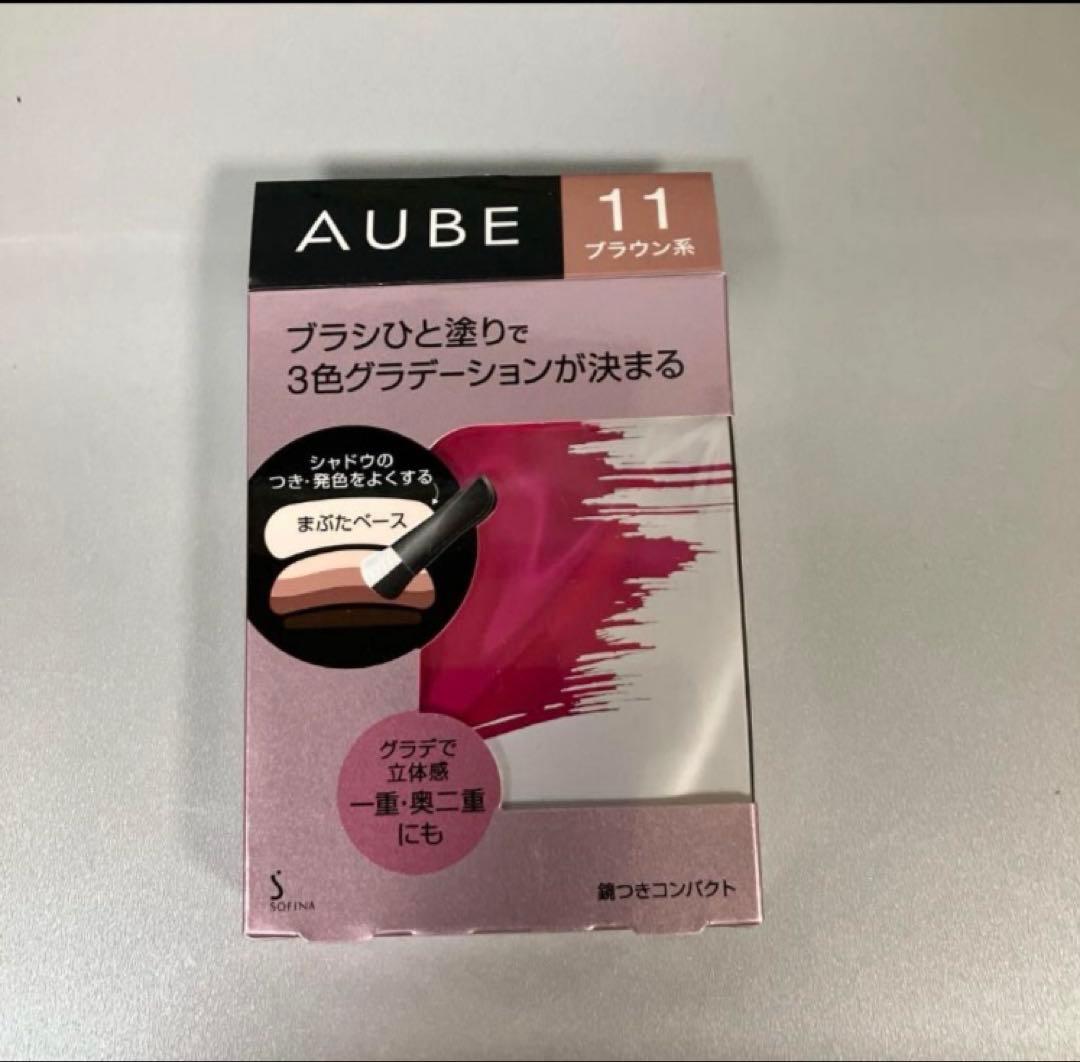 AUBE
11
ブラウン系
ブラシひと塗りで
3色グラデーションが決まる
シャドウの
つき・発色をよくする
まぶたベース
グラデで
立体感
一重・奥二重
にも
SOFINA
鏡つきコンパクト